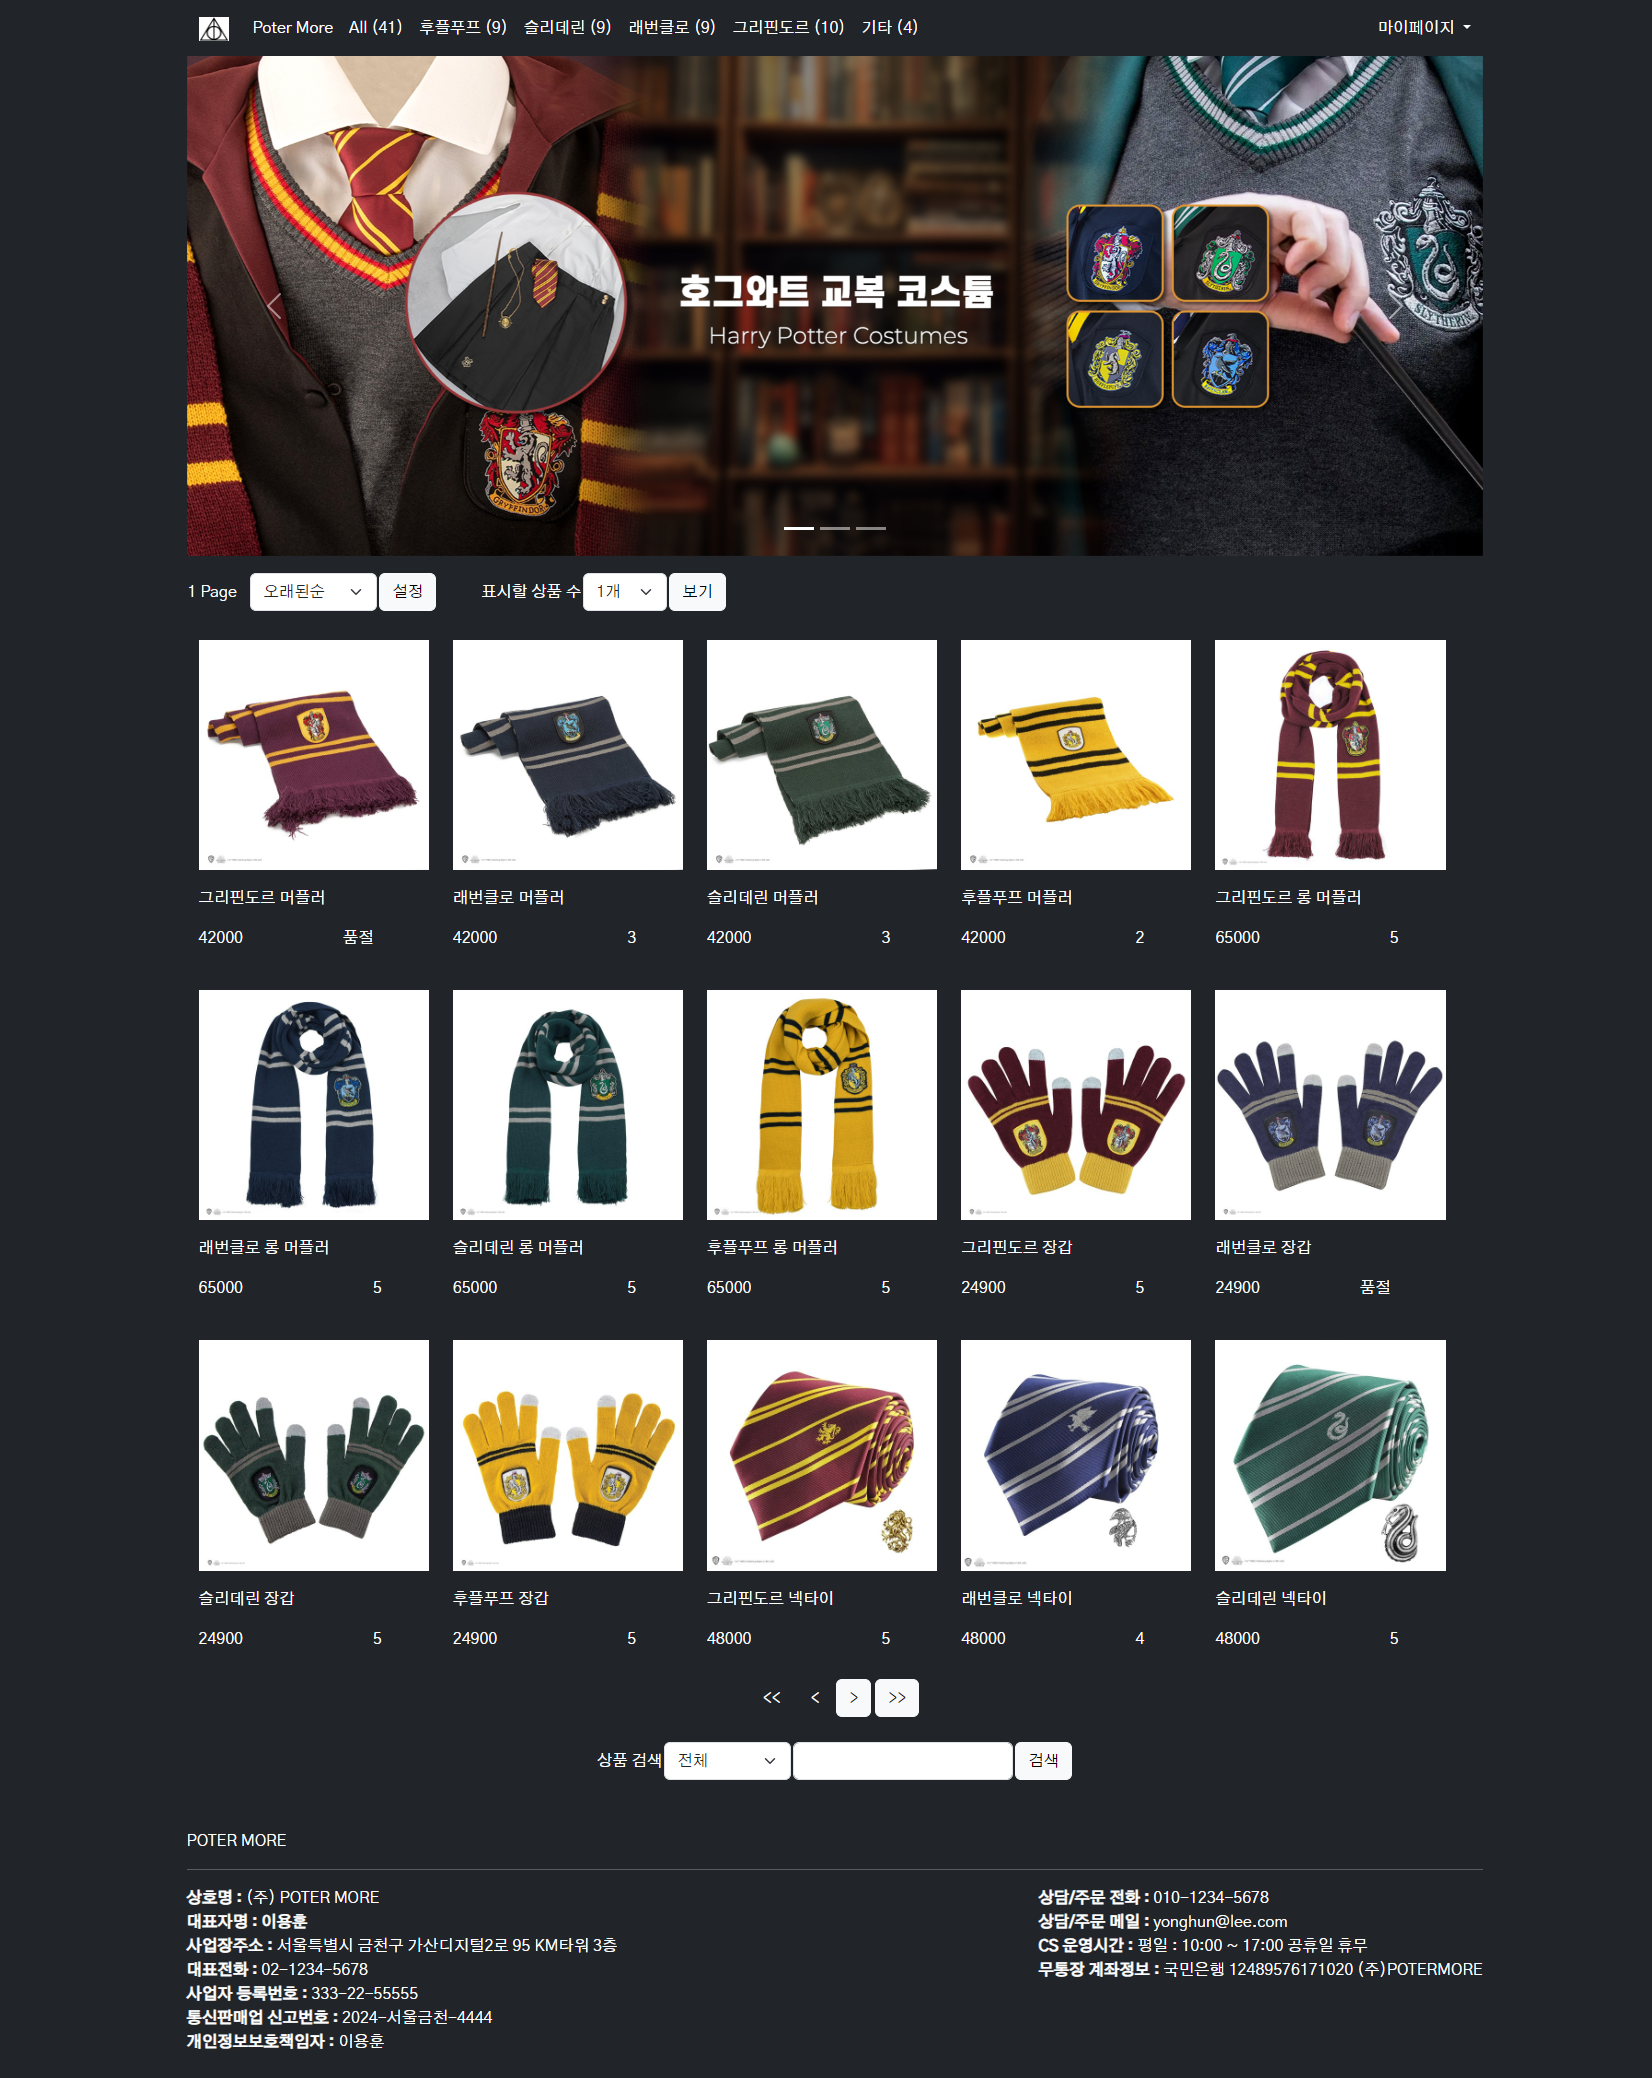 Poter More All (41) 후플푸프 (9) 슬리데린 (9) 래번클로 (9) 그리핀도르 (10) 기타 (4) 마이페이지
호그와트 교복 코스튬
Harry Potter Costumes
GRYFFINDOR
SLYTHERIN
1 Page 오래된순 설정 표시할 상품 수 1개 보기
그리핀도르 머플러 래번클로 머플러 슬리데린 머플러 후플푸프 머플러 그리핀도르 롱 머플러
42000 품절 42000 3 42000 3 42000 2 65000 5
래번클로 롱 머플러 슬리데린 롱 머플러 후플푸프 롱 머플러 그리핀도르 장갑 래번클로 장갑
65000 5 65000 5 65000 5 24900 5 24900 품절
슬리데린 장갑 후플푸프 장갑 그리핀도르 넥타이 래번클로 넥타이 슬리데린 넥타이
24900 5 24900 5 48000 5 48000 4 48000 5
<< < > >>
상품 검색 전체 검색
POTER MORE
상호명 : (주) POTER MORE
대표자명 : 이용훈
사업장주소 : 서울특별시 금천구 가산디지털2로 95 KM타워 3층
대표전화 : 02-1234-5678
사업자 등록번호 : 333-22-55555
통신판매업 신고번호 : 2024-서울금천-4444
개인정보보호책임자 : 이용훈
상담/주문 전화 : 010-1234-5678
상담/주문 메일 : yonghun@lee.com
CS 운영시간 : 평일 : 10:00 ~ 17:00 공휴일 휴무
무통장 계좌정보 : 국민은행 12489576171020 (주)POTERMORE